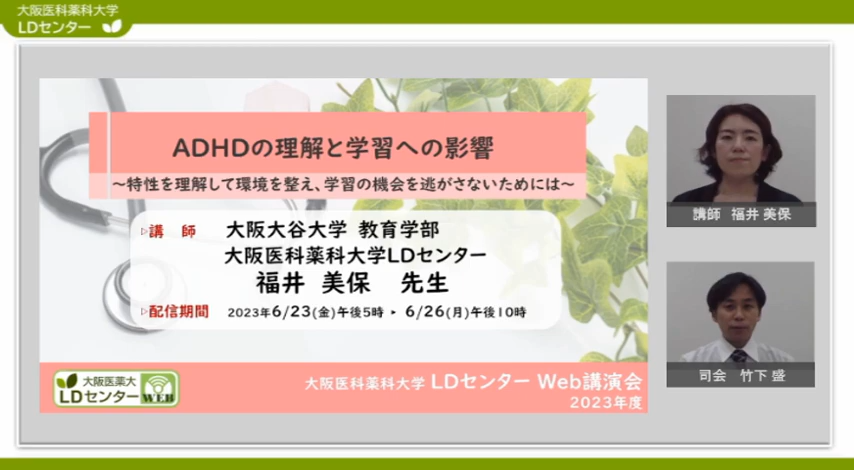 大阪医科薬科大学
LDセンター
ADHDの理解と学習への影響
～特性を理解して環境を整え、学習の機会を逃がさないためには～
▷講　師　大阪大谷大学 教育学部
大阪医科薬科大学LDセンター
福井 美保　先生
▷配信期間　2023年6/23(金)午後5時 ▸ 6/26(月)午後10時
大阪医薬大
LDセンター WEB
大阪医科薬科大学 LDセンター Web講演会
2023年度
講師　福井 美保
司会　竹下 盛